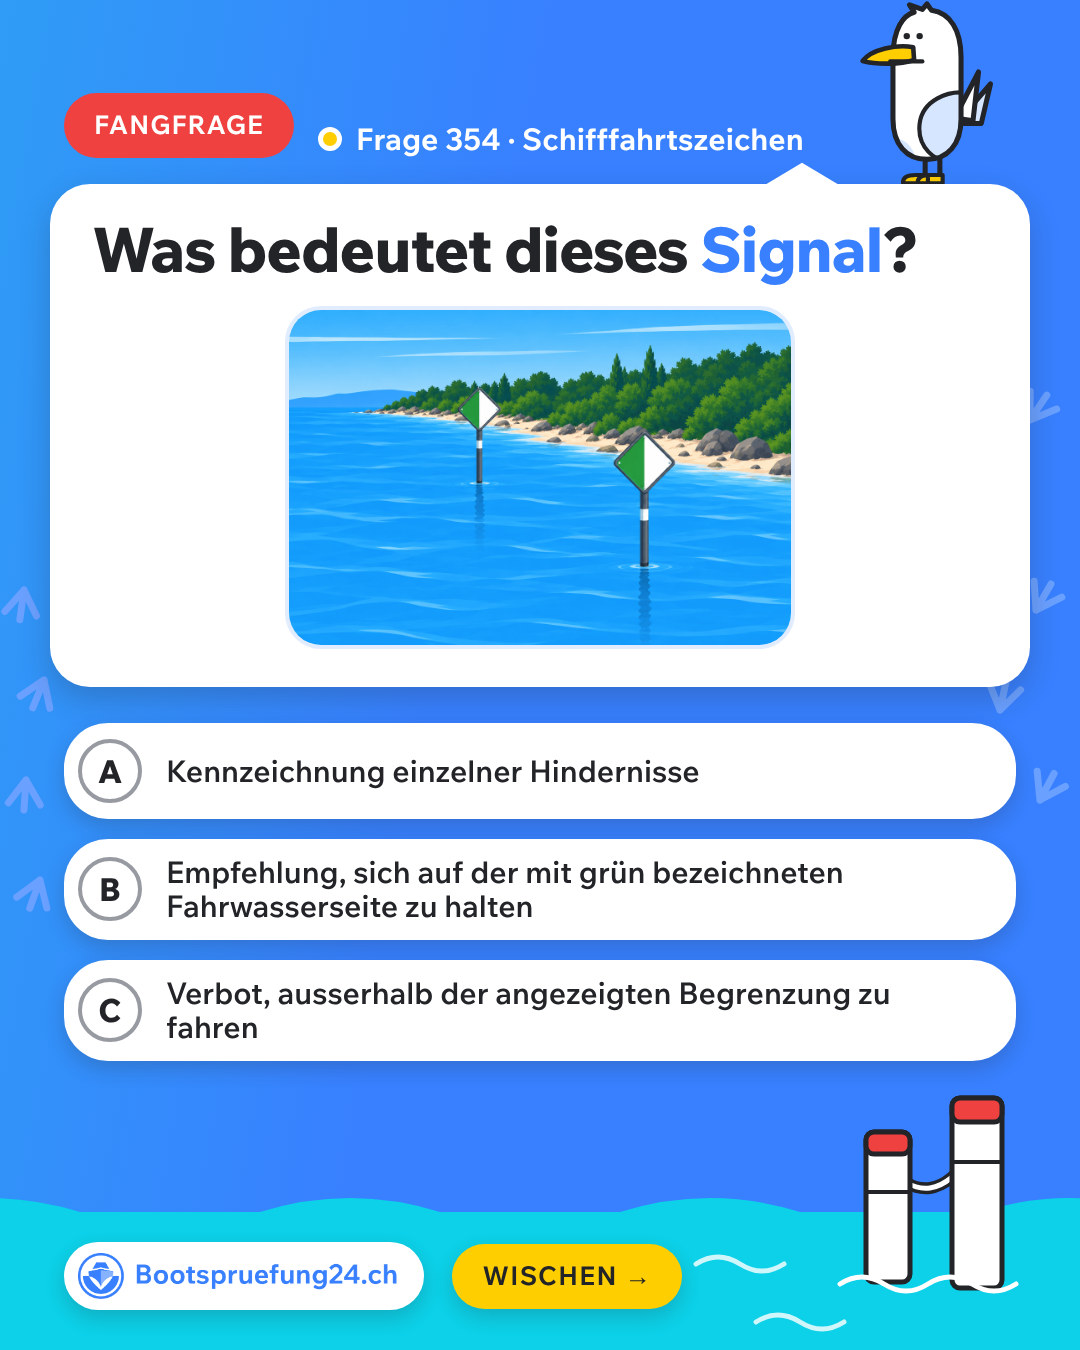 FANGFRAGE
Frage 354 · Schifffahrtszeichen
Was bedeutet dieses Signal?
A Kennzeichnung einzelner Hindernisse
B Empfehlung, sich auf der mit grün bezeichneten
Fahrwasserseite zu halten
C Verbot, ausserhalb der angezeigten Begrenzung zu
fahren
Bootspruefung24.ch
WISCHEN →